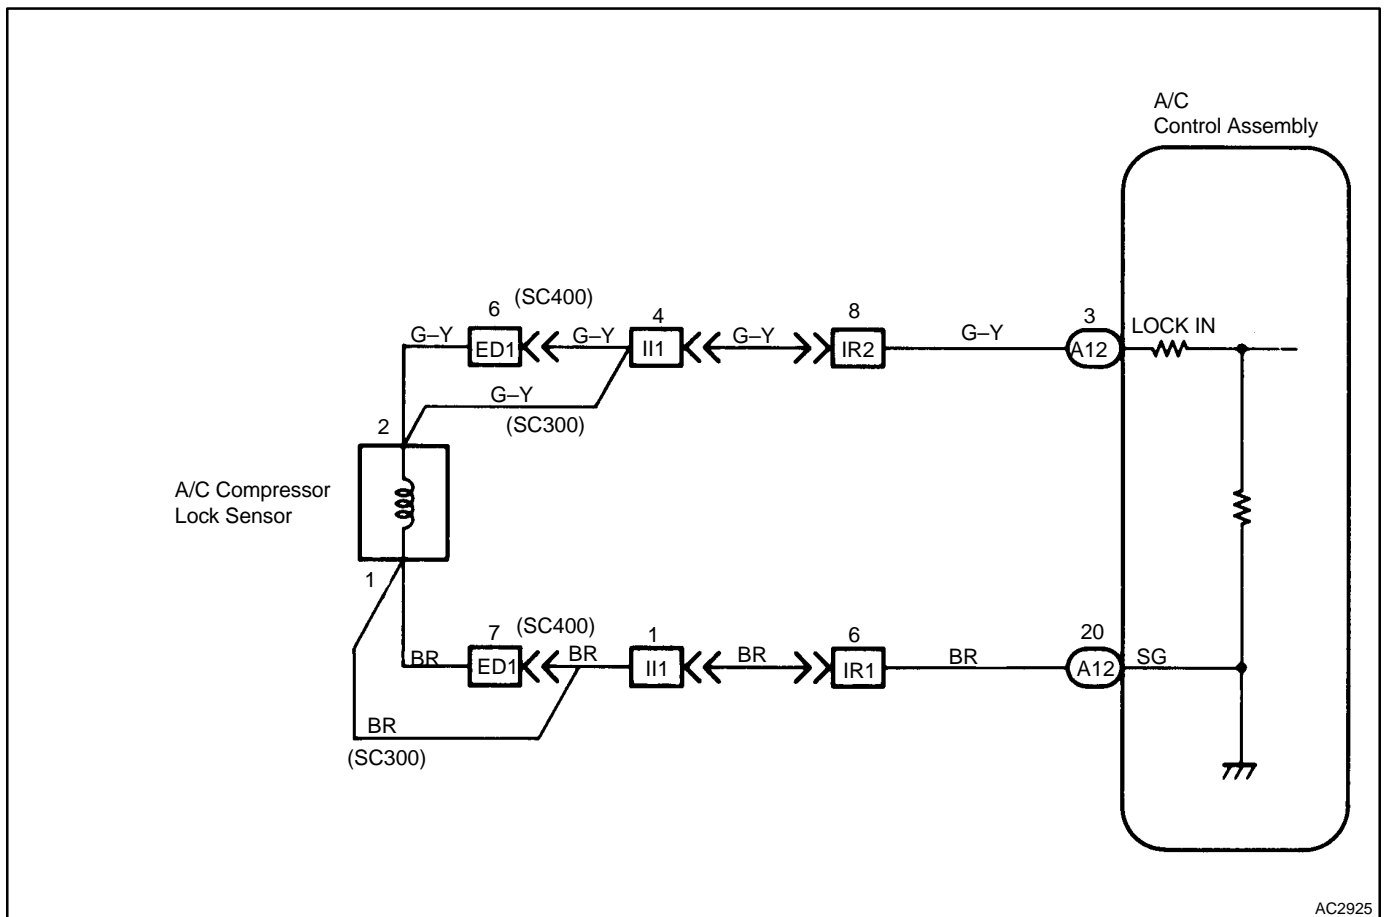 A/C
Control Assembly
6 (SC400) 4 8 3
G–Y ED1 G–Y II1 G–Y IR2 G–Y A12 LOCK IN
G–Y
(SC300)
2
A/C Compressor
Lock Sensor
1
7 (SC400) 1 6 20
BR ED1 BR II1 BR IR1 BR A12 SG
BR
(SC300)
AC2925